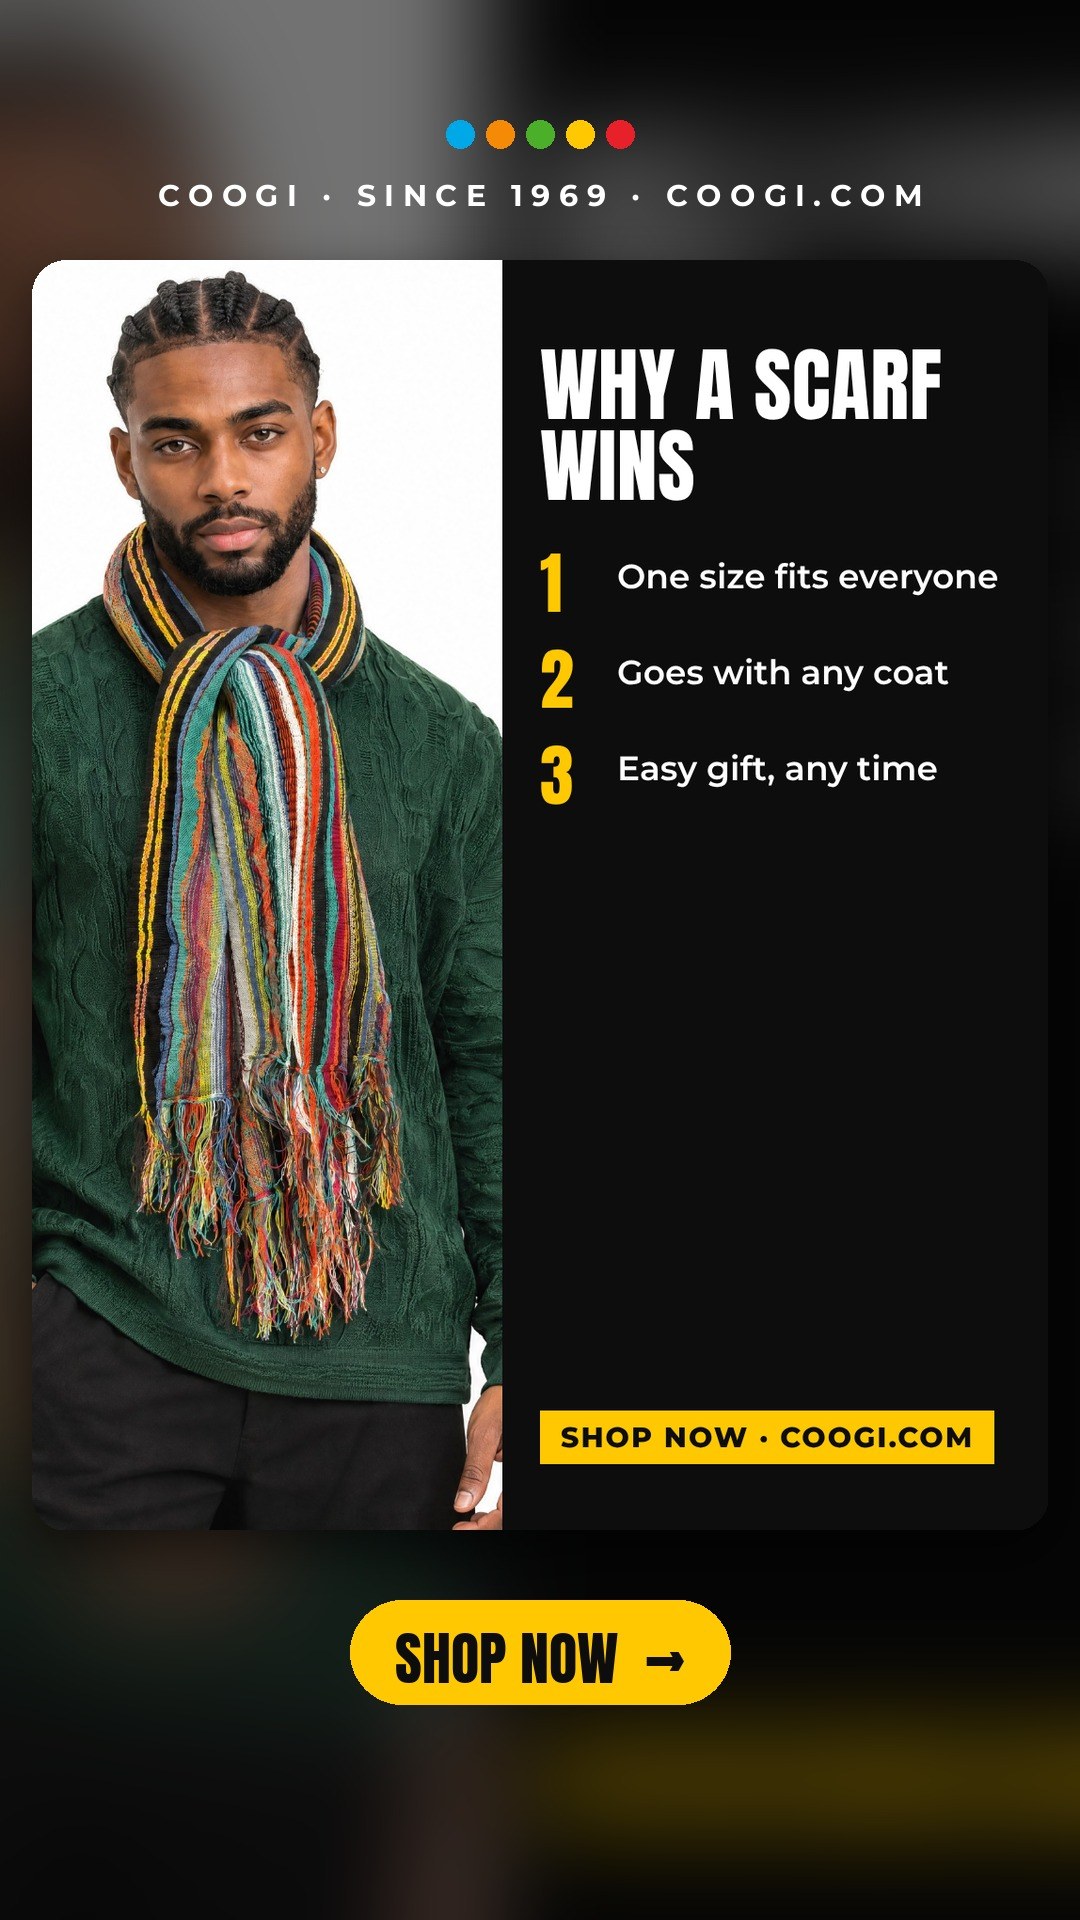 COOGI · SINCE 1969 · COOGI.COM
WHY A SCARF
WINS
1 One size fits everyone
2 Goes with any coat
3 Easy gift, any time
SHOP NOW · COOGI.COM
SHOP NOW →